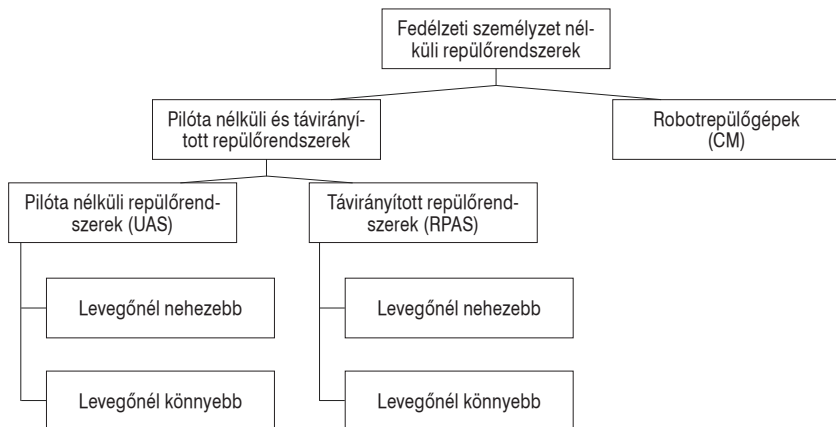 Fedélzeti személyzet nél-
küli repülőrendszerek
Pilóta nélküli és távirányí-
tott repülőrendszerek
Robotrepülőgépek
(CM)
Pilóta nélküli repülőrend-
szerek (UAS)
Távirányított repülőrend-
szerek (RPAS)
Levegőnél nehezebb
Levegőnél nehezebb
Levegőnél könnyebb
Levegőnél könnyebb